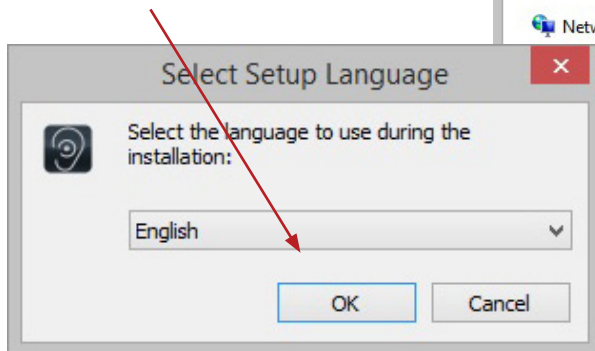 Netw
Select Setup Language
Select the language to use during the
installation:
English
OK
Cancel